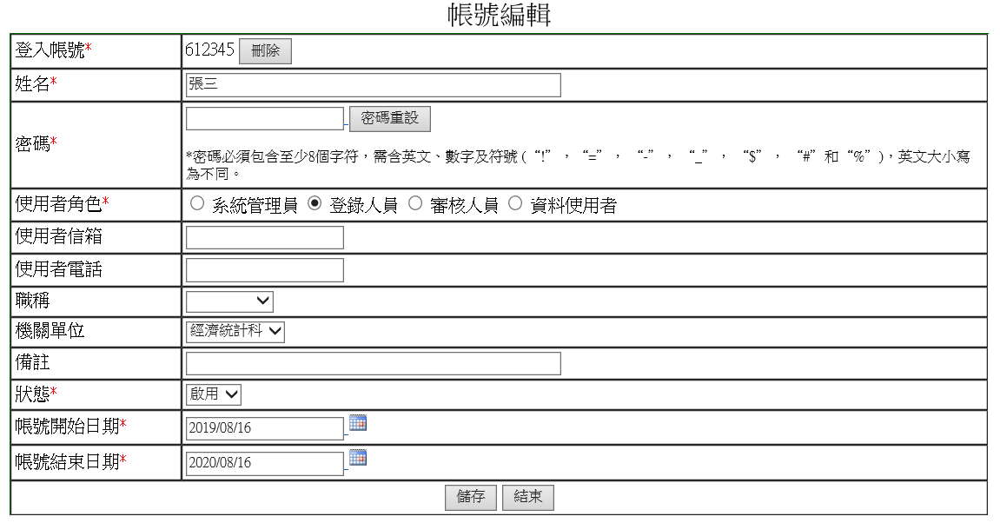 帳號編輯
登入帳號* 612345 刪除
姓名* 張三
密碼* 密碼重設
*密碼必須包含至少8個字符，需含英文、數字及符號 ( “!” ， “=” ， “-” ， “_” ， “$” ， “#” 和 “%” )，英文大小寫
為不同。
使用者角色* 系統管理員 登錄人員 審核人員 資料使用者
使用者信箱
使用者電話
職稱
機關單位 經濟統計科
備註
狀態* 啟用
帳號開始日期* 2019/08/16
帳號結束日期* 2020/08/16
儲存 結束